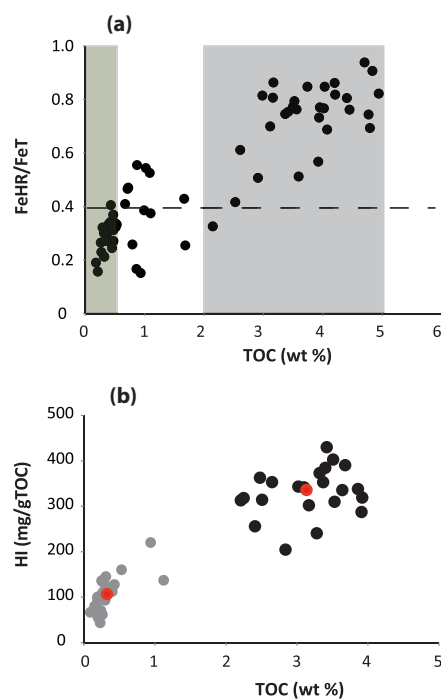 (a)
FeHR/FeT
1.0
0.8
0.6
0.4
0.2
0
0 1 2 3 4 5 6
TOC (wt %)
(b)
HI (mg/gTOC)
500
400
300
200
100
0
0 1 2 3 4 5
TOC (wt %)